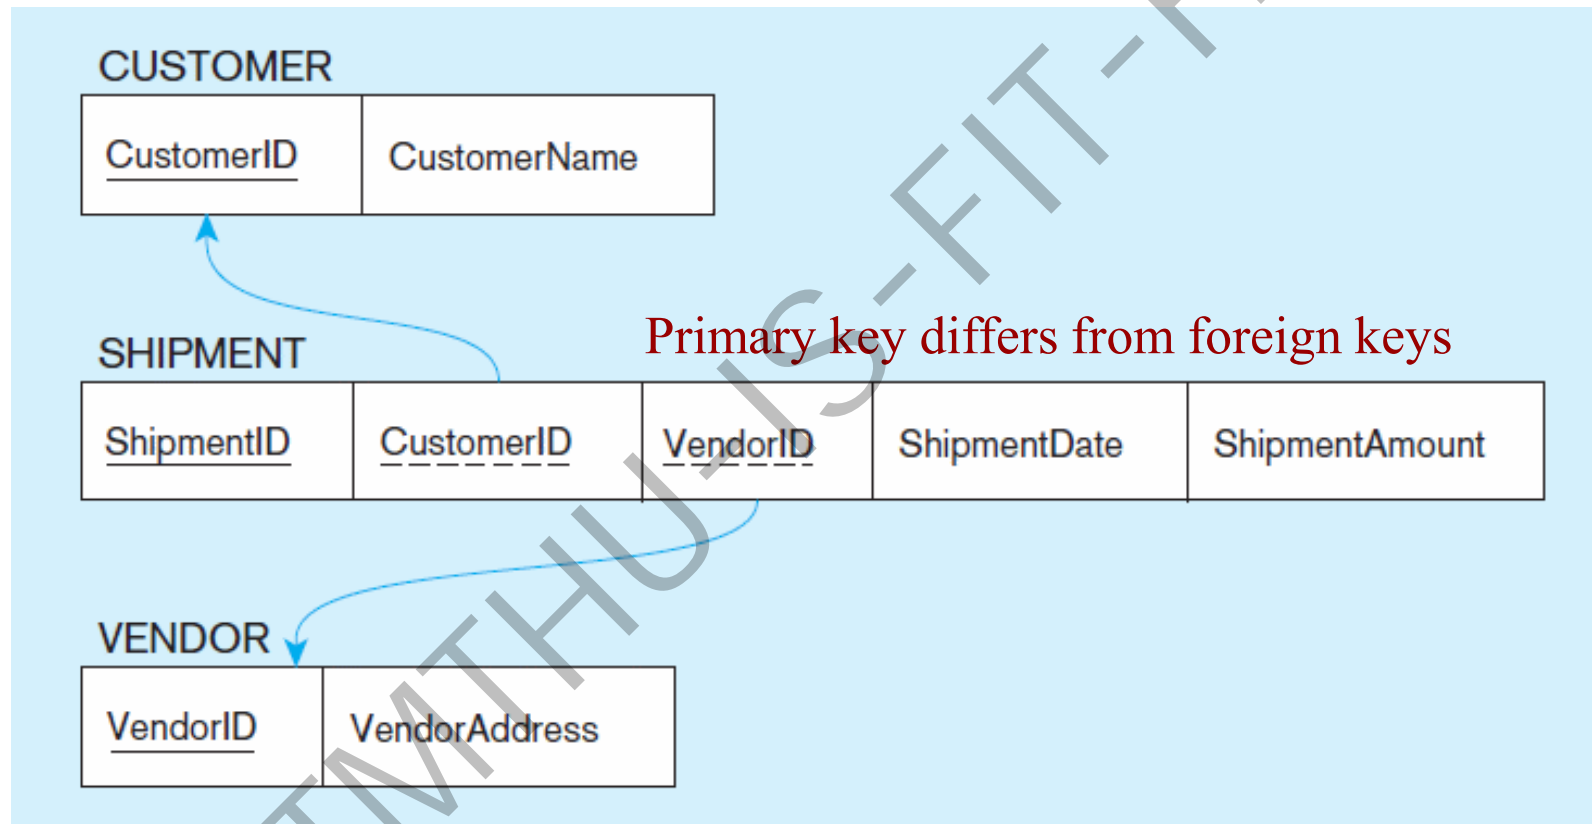 CUSTOMER
CustomerID CustomerName
Primary key differs from foreign keys
SHIPMENT
ShipmentID CustomerID VendorID ShipmentDate ShipmentAmount
VENDOR
VendorID VendorAddress
TMTHU-IS-FIT-H